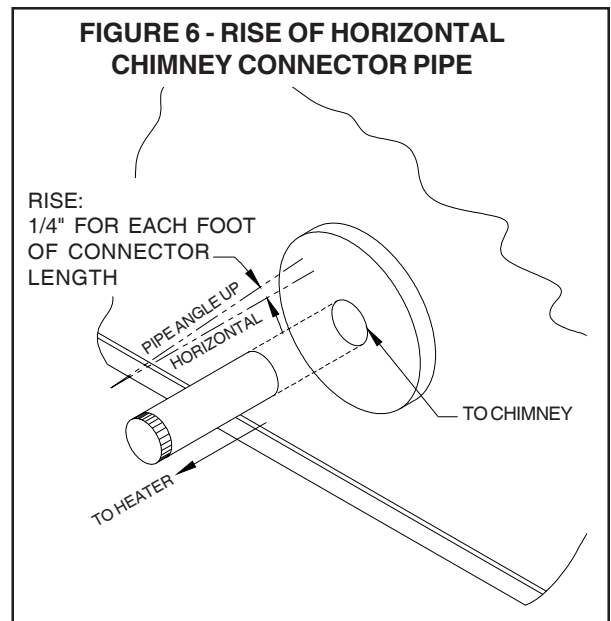 FIGURE 6 - RISE OF HORIZONTAL
CHIMNEY CONNECTOR PIPE
RISE:
1/4" FOR EACH FOOT
OF CONNECTOR
LENGTH
PIPE ANGLE UP
HORIZONTAL
TO CHIMNEY
TO HEATER